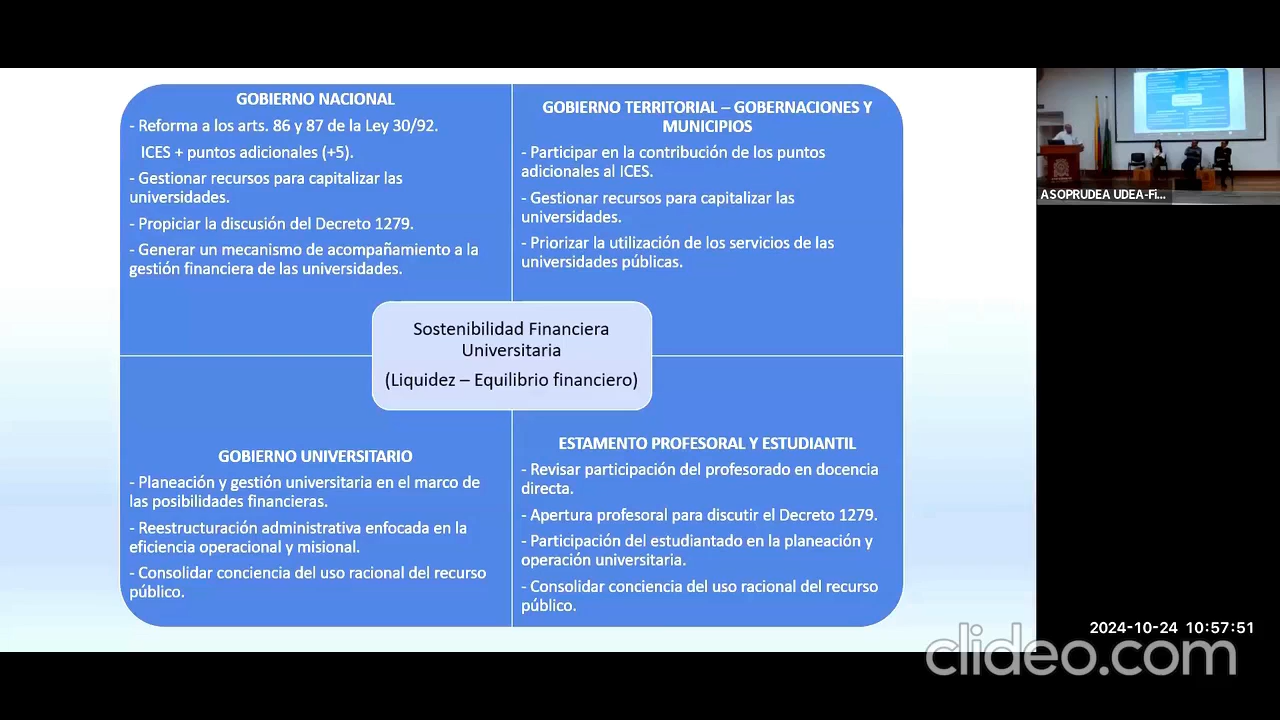 GOBIERNO NACIONAL
- Reforma a los arts. 86 y 87 de la Ley 30/92.
ICES + puntos adicionales (+5).
- Gestionar recursos para capitalizar las
universidades.
- Propiciar la discusión del Decreto 1279.
- Generar un mecanismo de acompañamiento a la
gestión financiera de las universidades.
GOBIERNO TERRITORIAL – GOBERNACIONES Y
MUNICIPIOS
- Participar en la contribución de los puntos
adicionales al ICES.
- Gestionar recursos para capitalizar las
universidades.
- Priorizar la utilización de los servicios de las
universidades públicas.
Sostenibilidad Financiera
Universitaria
(Liquidez – Equilibrio financiero)
GOBIERNO UNIVERSITARIO
- Planeación y gestión universitaria en el marco de
las posibilidades financieras.
- Reestructuración administrativa enfocada en la
eficiencia operacional y misional.
- Consolidar conciencia del uso racional del recurso
público.
ESTAMENTO PROFESORAL Y ESTUDIANTIL
- Revisar participación del profesorado en docencia
directa.
- Apertura profesoral para discutir el Decreto 1279.
- Participación del estudiantado en la planeación y
operación universitaria.
- Consolidar conciencia del uso racional del recurso
público.
ASOPRUDEA UDEA-Fi...
2024-10-24 10:57:51
clideo.com